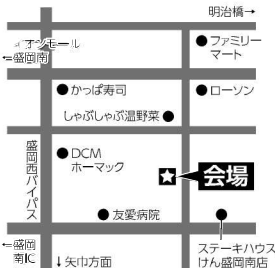 明治橋→
イオンモール
⇐盛岡南
ファミリー
マート
かっぱ寿司
ローソン
しゃぶしゃぶ温野菜
盛岡西バイパス
DCM
ホーマック
会場
友愛病院
⇐盛岡
南IC
↓矢巾方面
ステーキハウス
けん盛岡南店